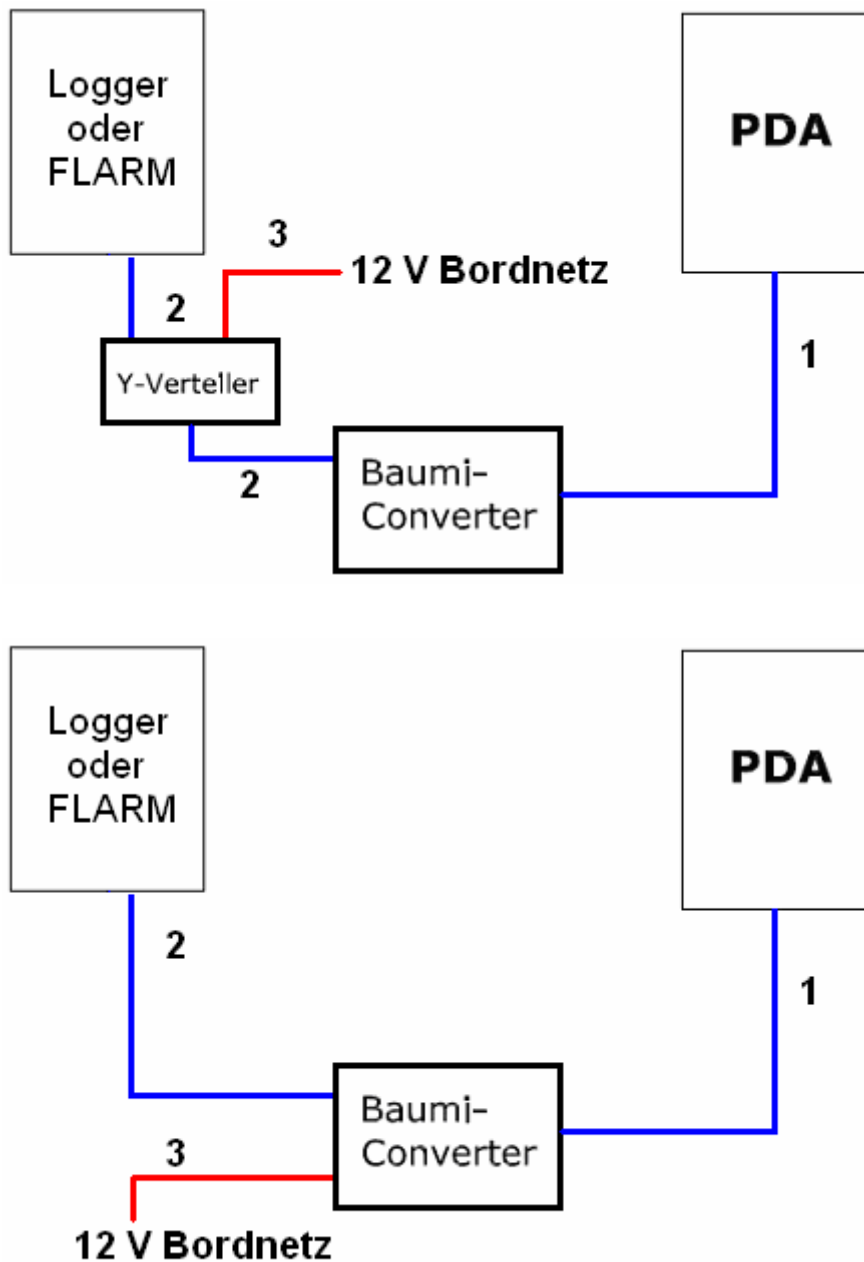 Logger
oder
FLARM
PDA
3
12 V Bordnetz
2
1
Y-Verteller
2
Baumi-
Converter
Logger
oder
FLARM
PDA
2
1
Baumi-
Converter
3
12 V Bordnetz